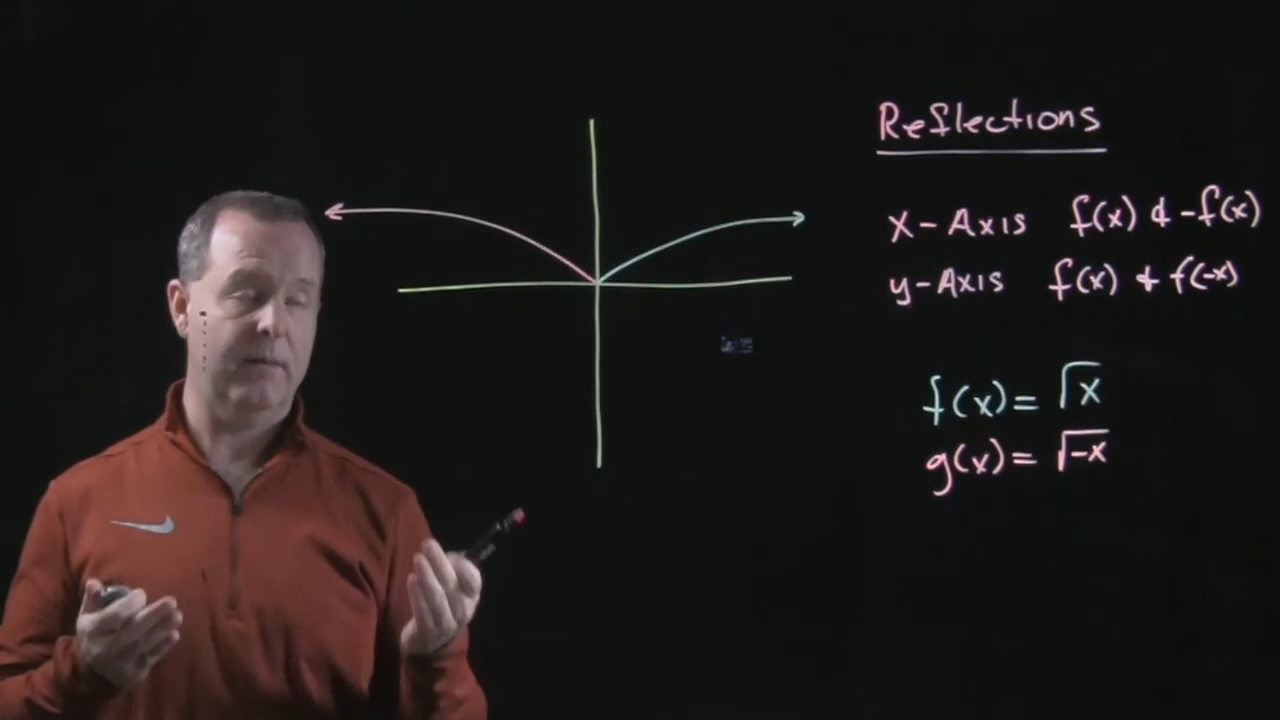 Reflections
x-Axis f(x) & -f(x)
y-Axis f(x) & f(-x)
f(x) = √x
g(x) = √-x